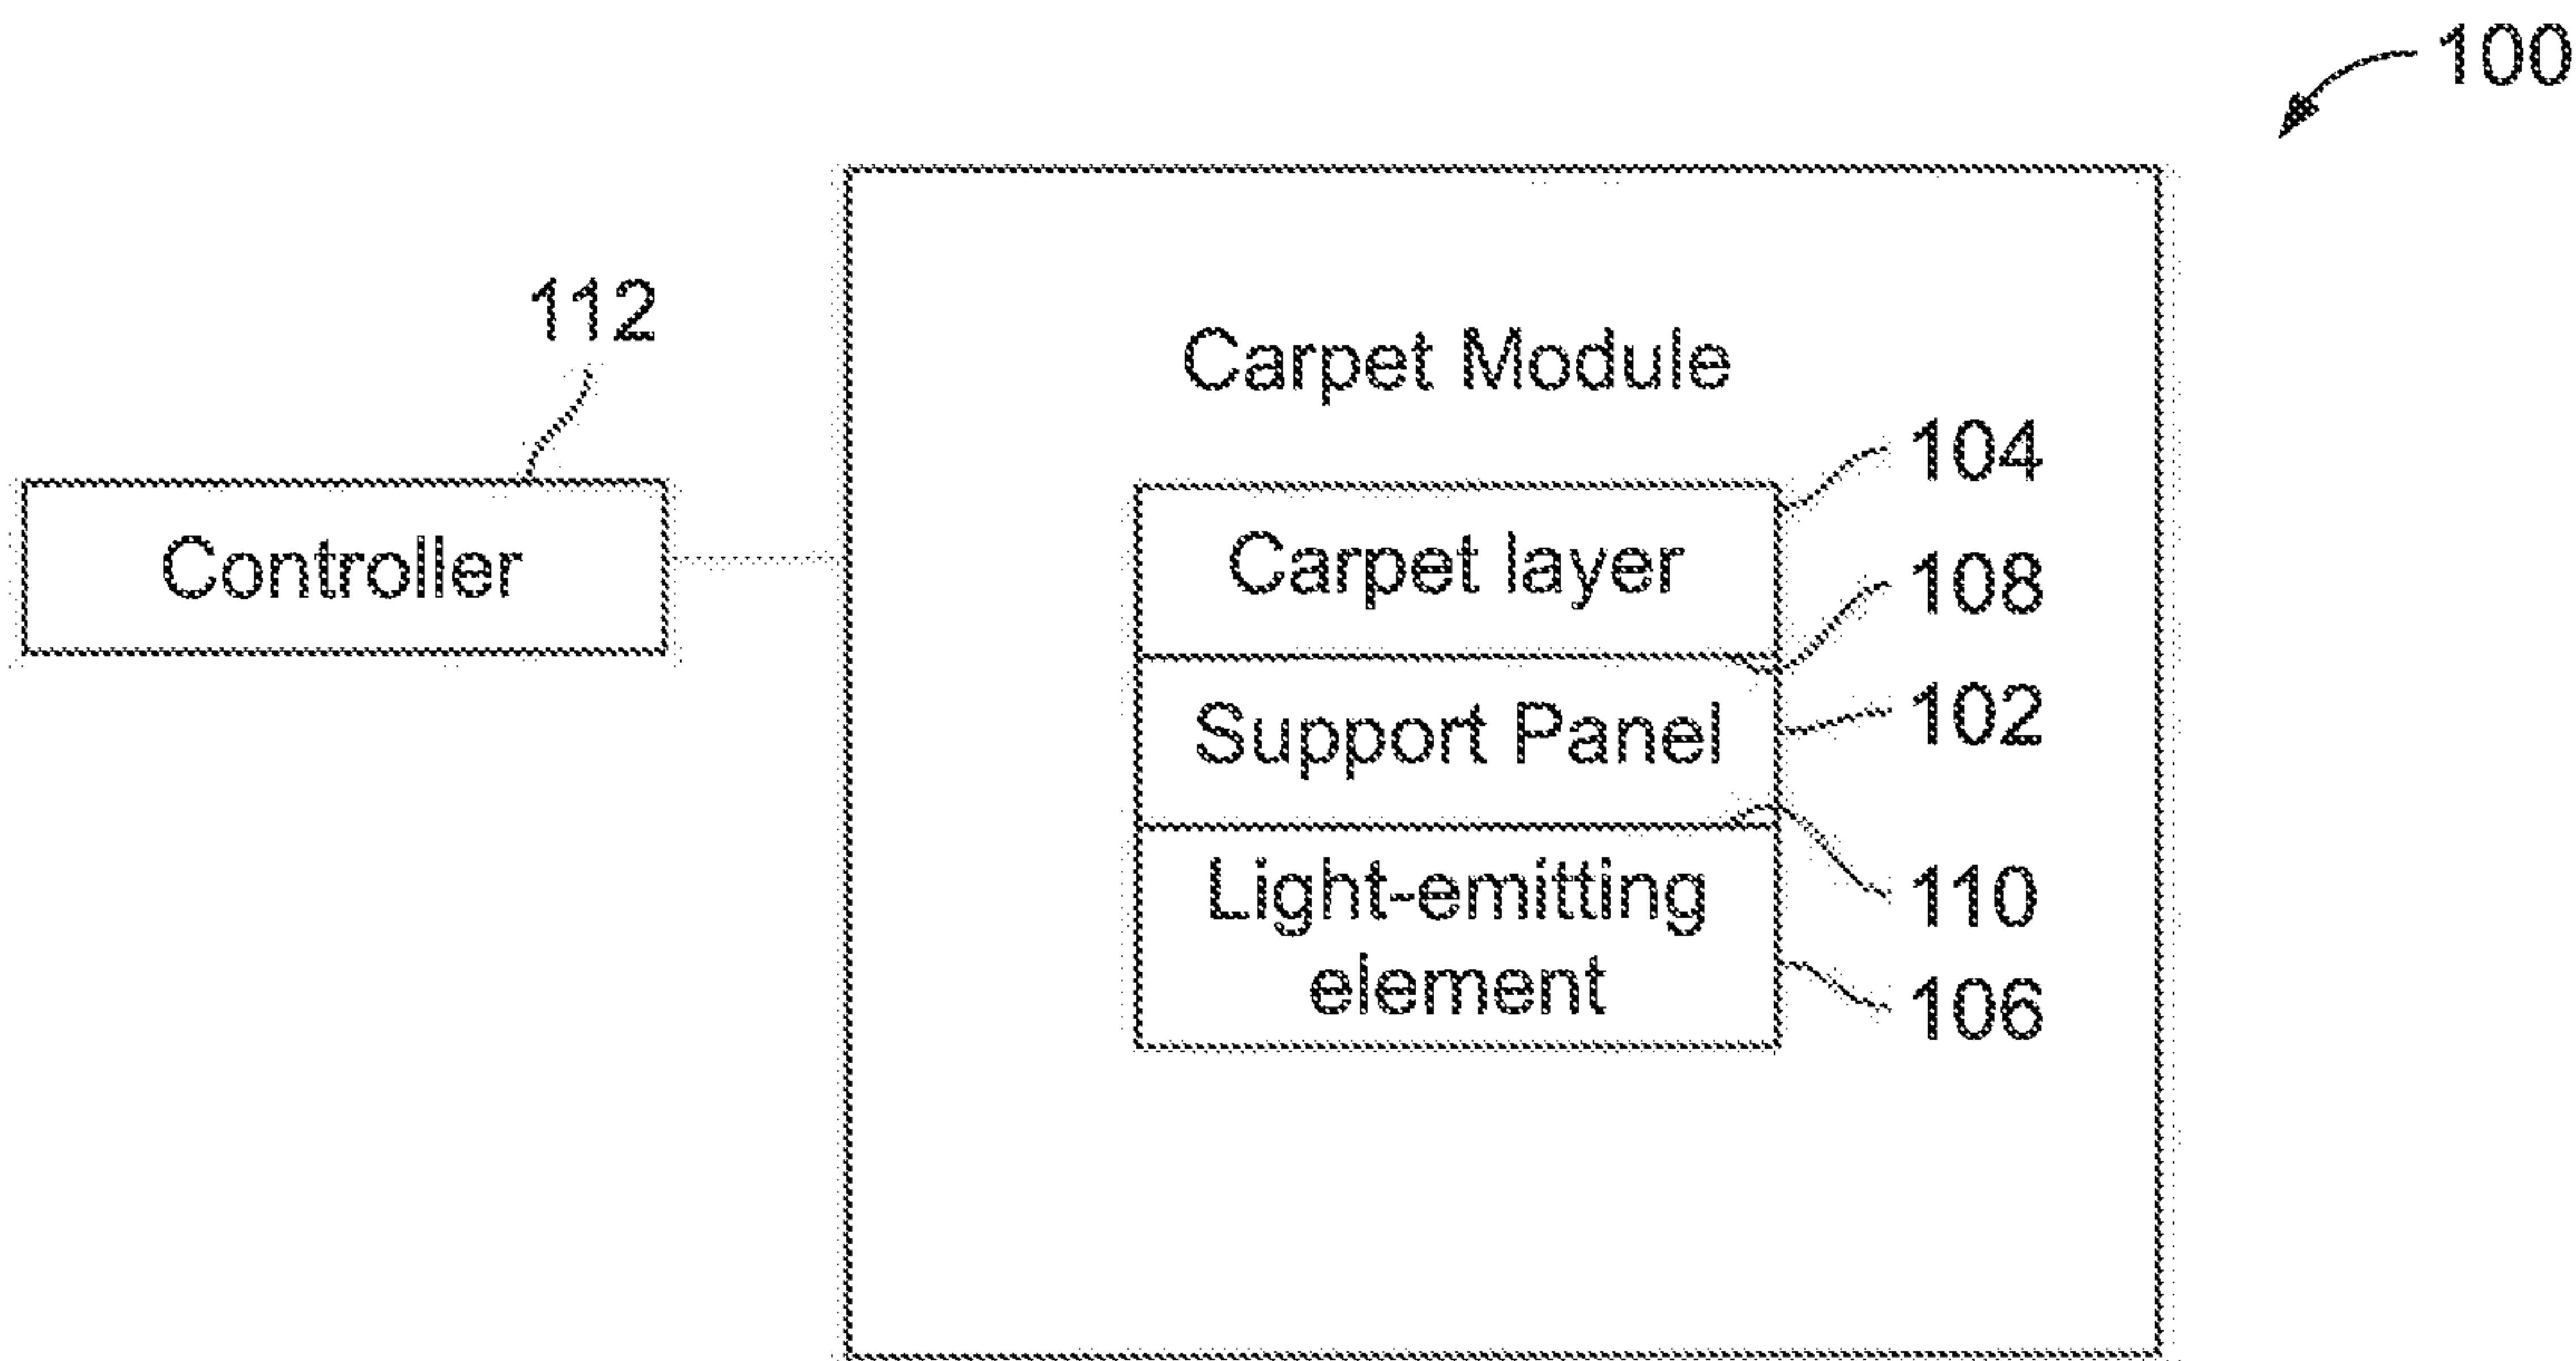 100
112
Carpet Module
104
Controller
Carpet layer
108
Support Panel
102
Light-emitting
110
element
106